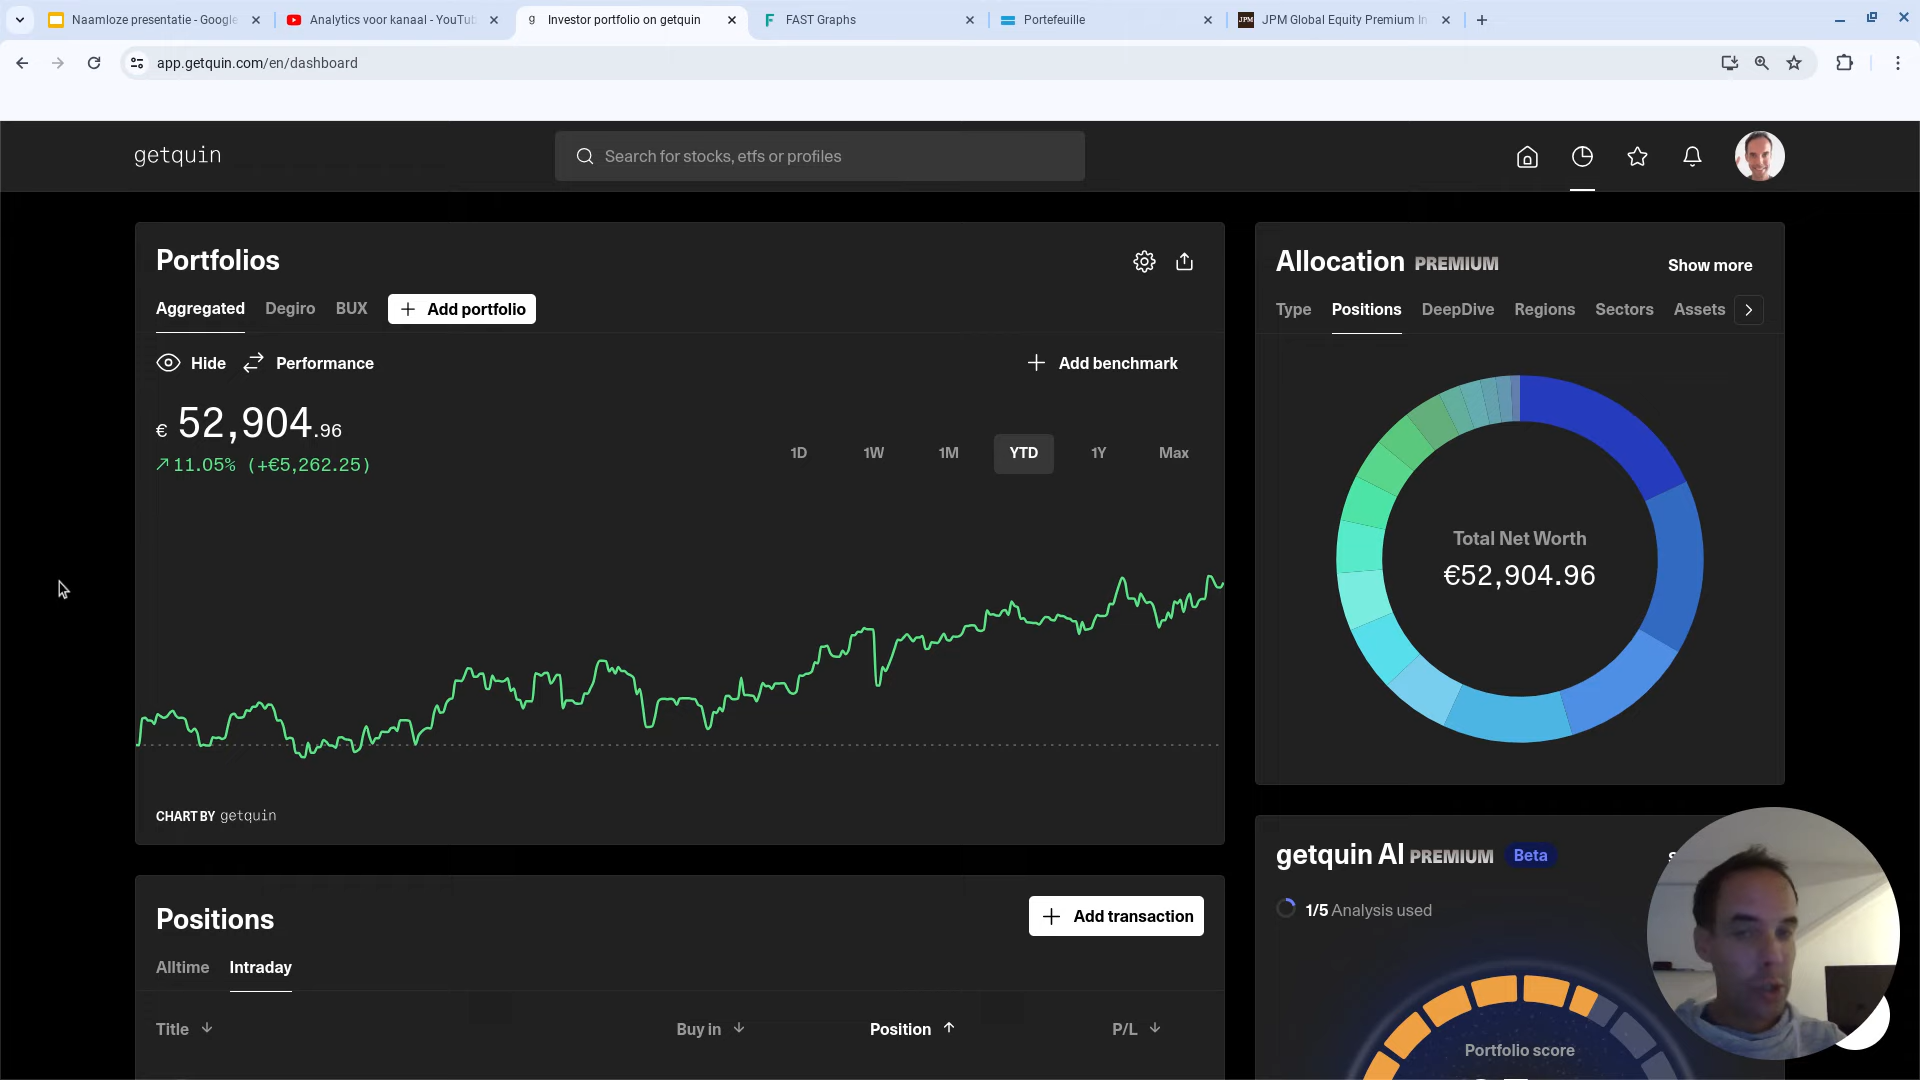 Naamloze presentatie - Google
Analytics voor kanaal - YouTub
g Investor portfolio on getquin
FAST Graphs
Portefeuille
JPM JPM Global Equity Premium In
app.getquin.com/en/dashboard
getquin
Search for stocks, etfs or profiles
Portfolios
Aggregated Degiro BUX + Add portfolio
Hide Performance + Add benchmark
€ 52,904.96
11.05% (+€5,262.25)
1D 1W 1M YTD 1Y Max
CHART BY getquin
Allocation PREMIUM Show more
Type Positions DeepDive Regions Sectors Assets
Total Net Worth
€52,904.96
Positions + Add transaction
Alltime Intraday
Title Buy in Position P/L
getquin AI PREMIUM Beta
1/5 Analysis used
Portfolio score